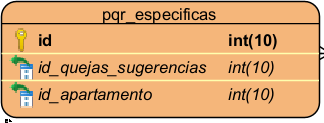 pqr_especificas
id int(10)
id_quejas_sugerencias int(10)
id_apartamento int(10)